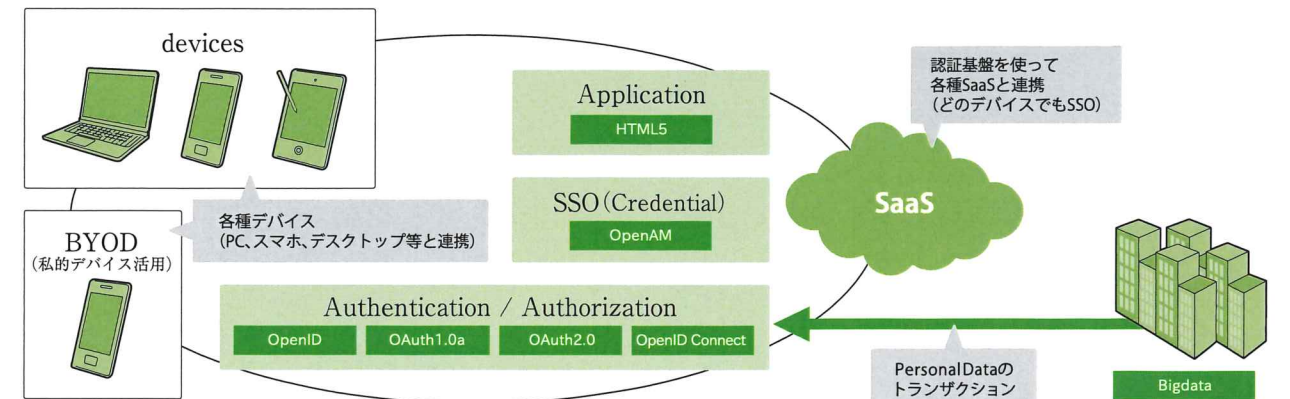 devices
BYOD
(私的デバイス活用)
各種デバイス
(PC、スマホ、デスクトップ等と連携)
Application
HTML5
SSO(Credential)
OpenAM
Authentication / Authorization
OpenID
OAuth1.0a
OAuth2.0
OpenID Connect
認証基盤を使って
各種SaaSと連携
(どのデバイスでもSSO)
SaaS
PersonalDataの
トランザクション
Bigdata